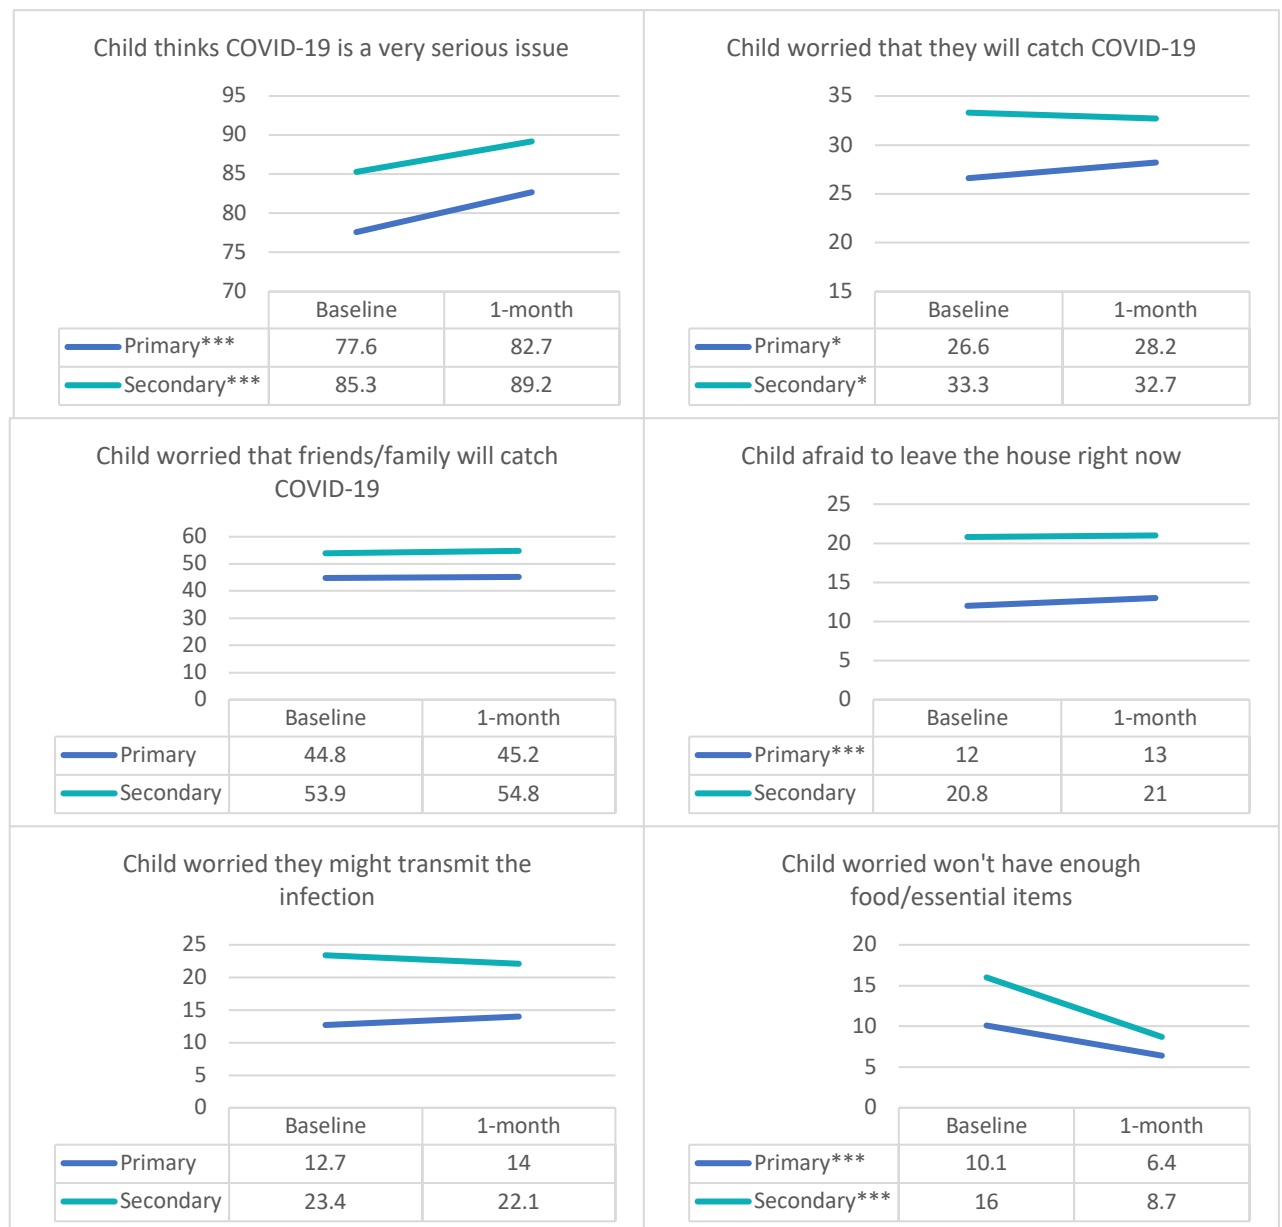 Child thinks COVID-19 is a very serious issue
95
90
85
80
75
70
Baseline 1-month
Primary*** 77.6 82.7
Secondary*** 85.3 89.2
Child worried that they will catch COVID-19
35
30
25
20
15
Baseline 1-month
Primary* 26.6 28.2
Secondary* 33.3 32.7
Child worried that friends/family will catch
COVID-19
60
50
40
30
20
10
0
Baseline 1-month
Primary 44.8 45.2
Secondary 53.9 54.8
Child afraid to leave the house right now
25
20
15
10
5
0
Baseline 1-month
Primary*** 12 13
Secondary 20.8 21
Child worried they might transmit the
infection
25
20
15
10
5
0
Baseline 1-month
Primary 12.7 14
Secondary 23.4 22.1
Child worried won't have enough
food/essential items
20
15
10
5
0
Baseline 1-month
Primary*** 10.1 6.4
Secondary*** 16 8.7